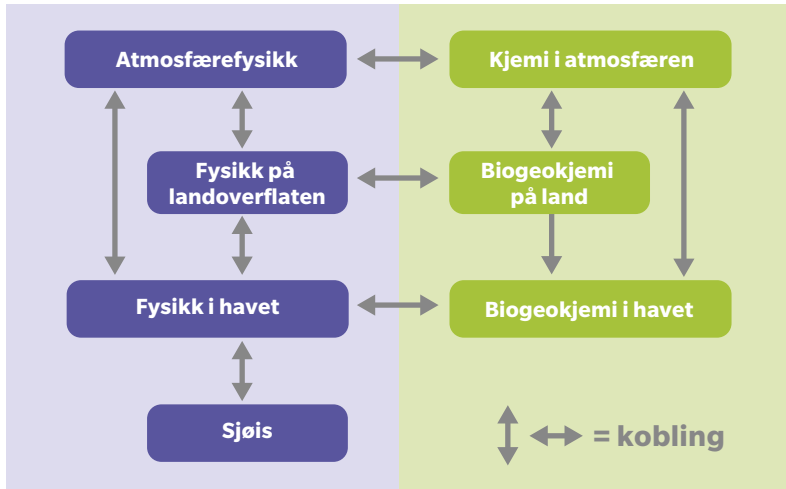 Atmosfærefysikk
Kjemi i atmosfæren
Fysikk på
landoverflaten
Biogeokjemi
på land
Fysikk i havet
Biogeokjemi i havet
Sjøis
= kobling